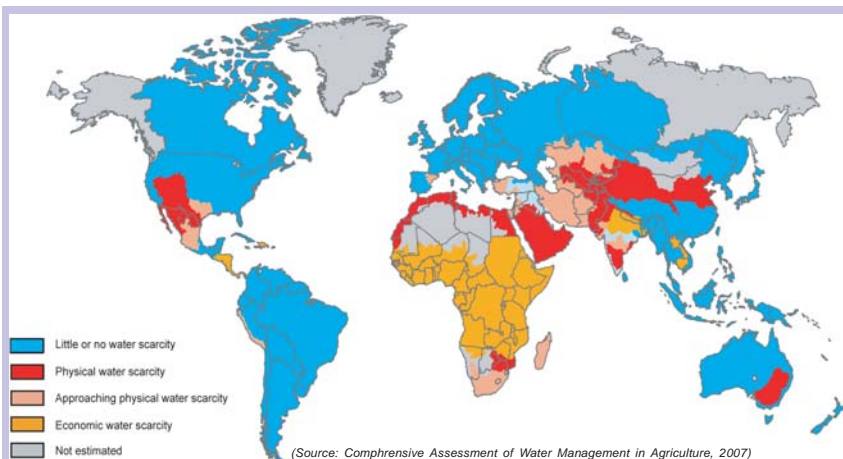 Little or no water scarcity
Physical water scarcity
Approaching physical water scarcity
Economic water scarcity
Not estimated
(Source: Comphrensive Assessment of Water Management in Agriculture, 2007)